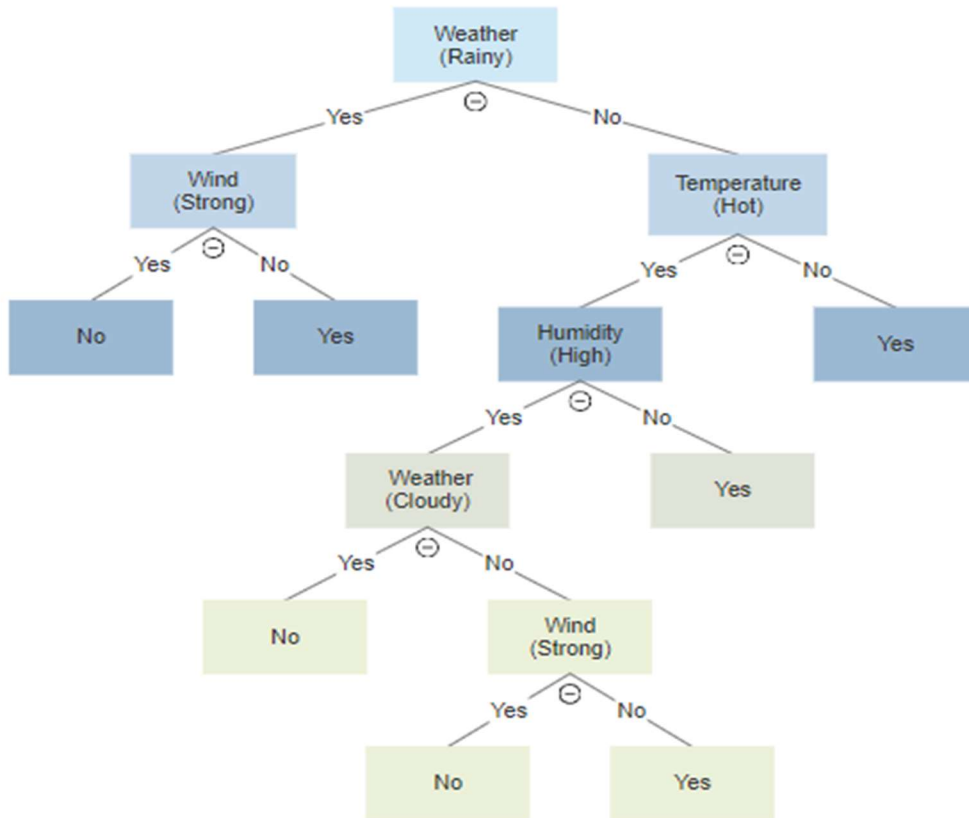 Weather
(Rainy)
Yes
No
Wind
(Strong)
Temperature
(Hot)
Yes
No
Yes
No
No
Yes
Humidity
(High)
Yes
Yes
No
Weather
(Cloudy)
Yes
Yes
No
No
Wind
(Strong)
Yes
No
No
Yes